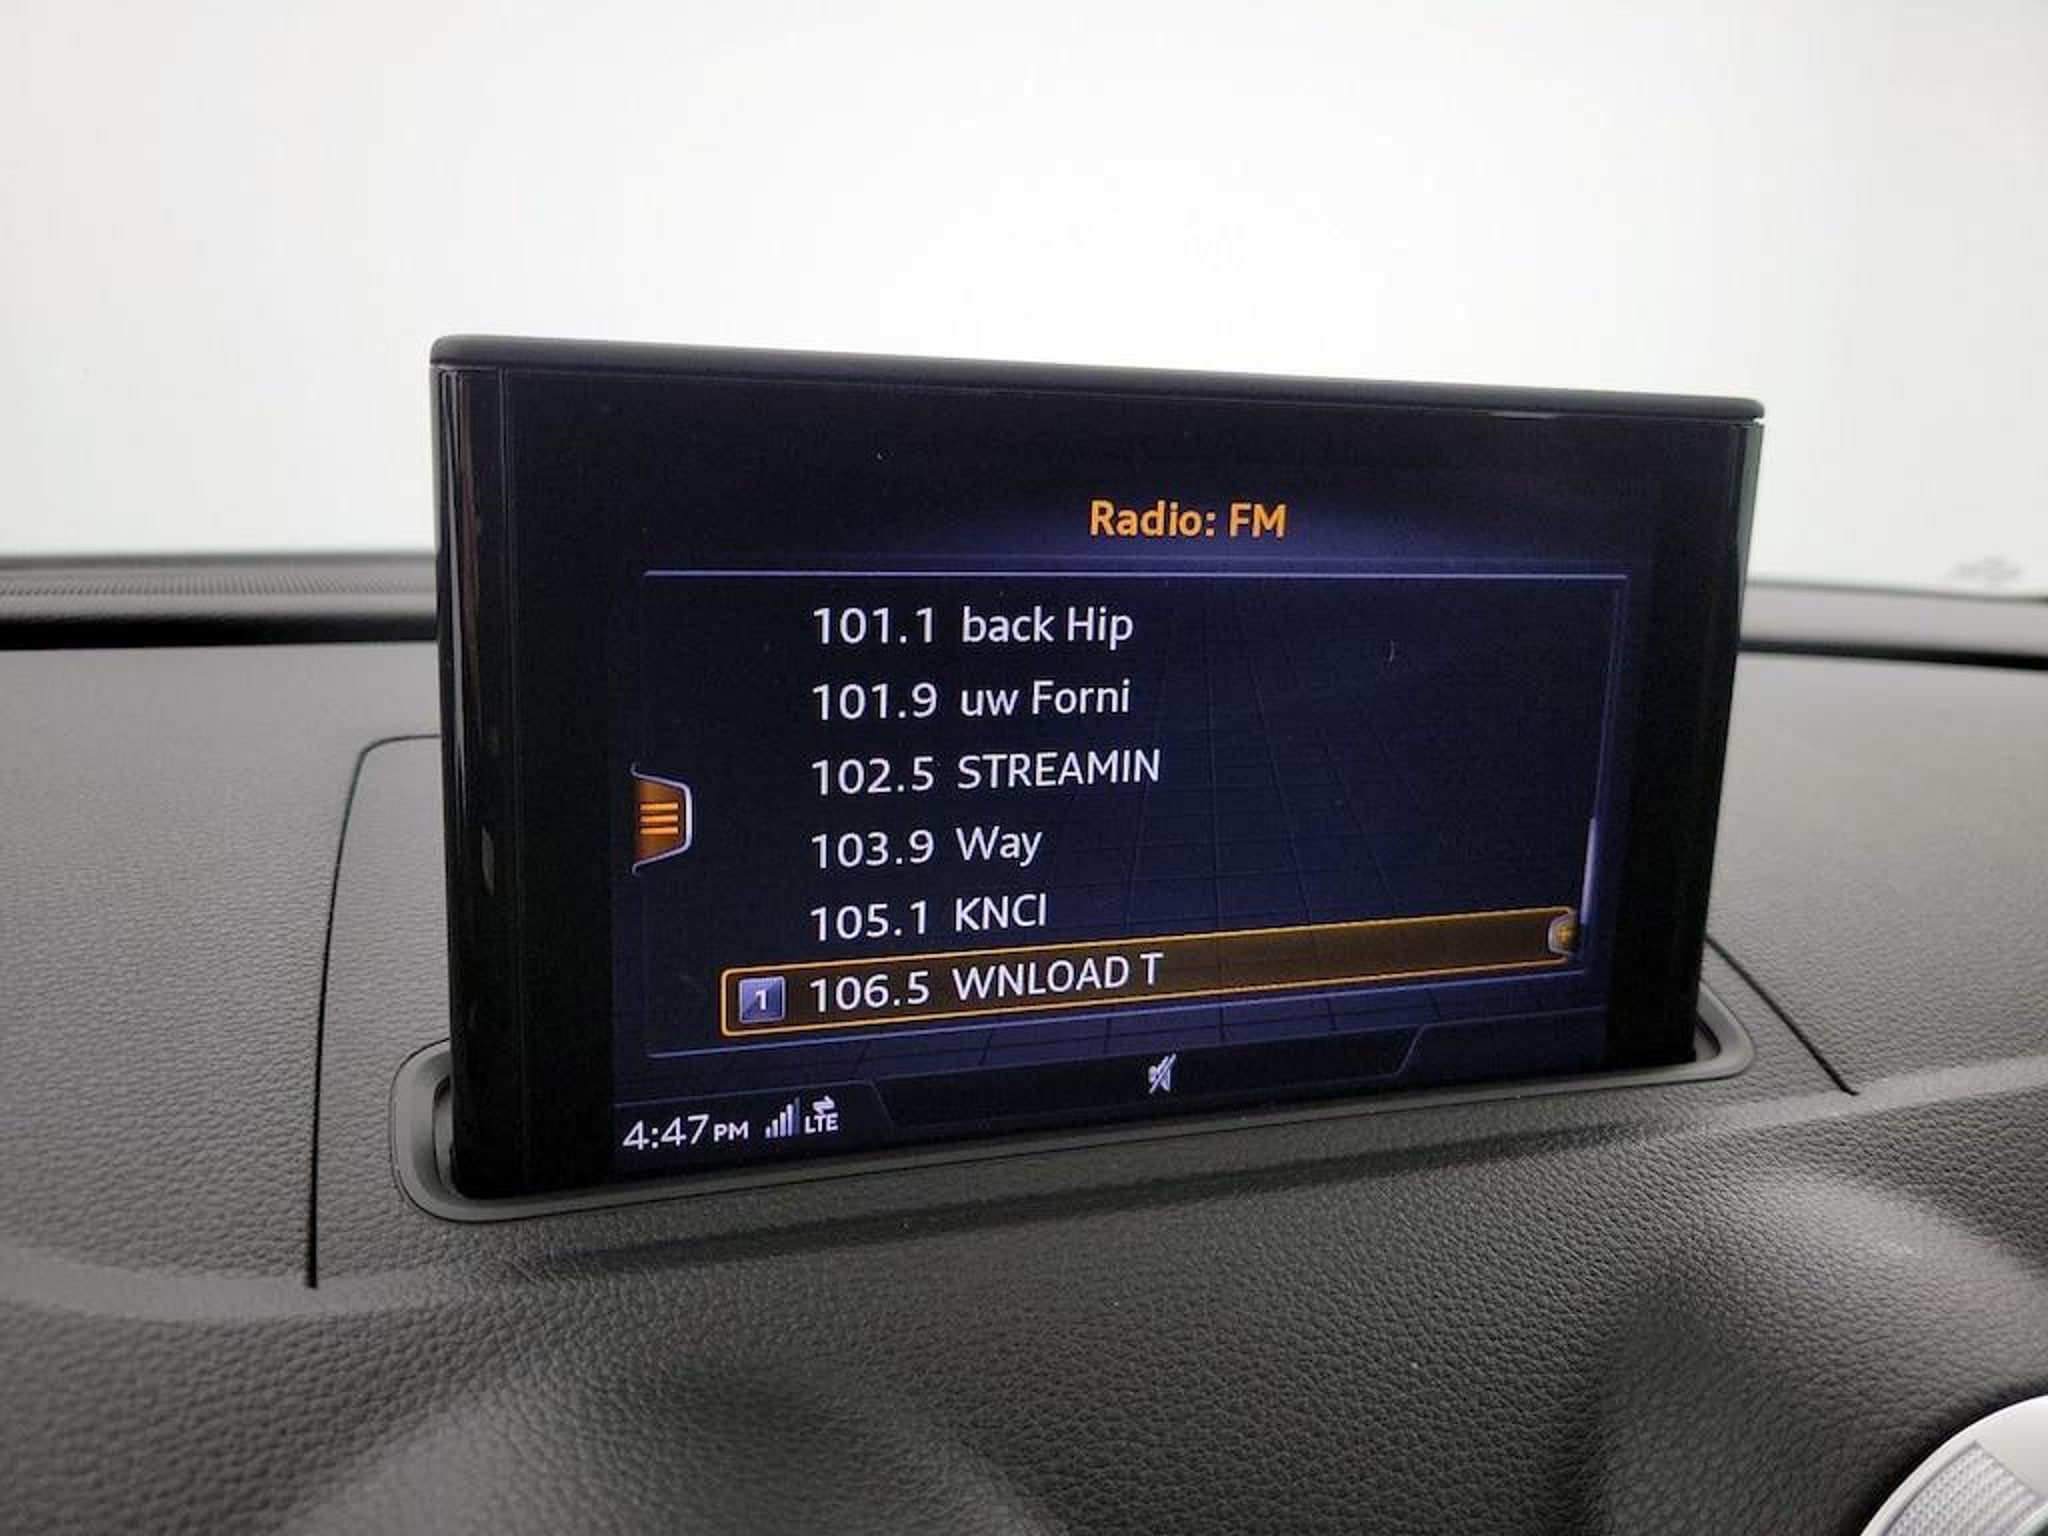 Radio: FM
101.1 back Hip
101.9 uw Forni
102.5 STREAMIN
103.9 Way
105.1 KNCI
1 106.5 WNLOAD T
4:47 PM LTE